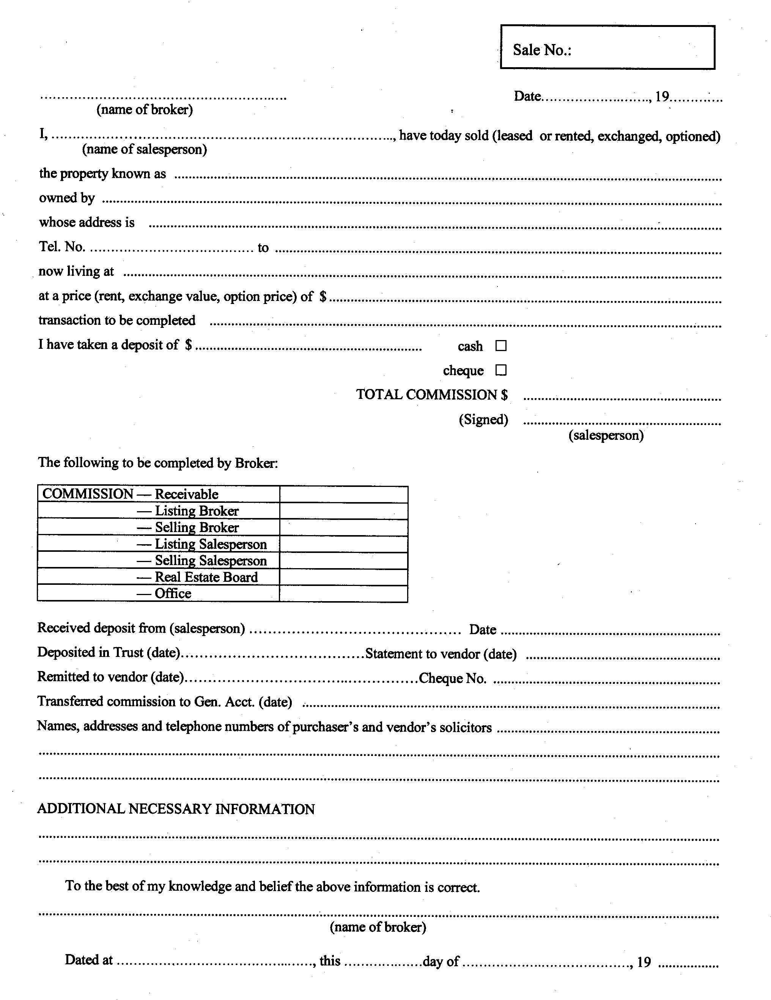 Sale No.:
.......................................................... Date........................., 19.............
(name of broker)
I, ................................................................................., have today sold (leased or rented, exchanged, optioned)
(name of salesperson)
the property known as ................................................................................
owned by ................................................................................
whose address is ................................................................................
Tel. No. ....................................... to ................................................................................
now living at ................................................................................
at a price (rent, exchange value, option price) of $ ................................................................................
transaction to be completed ................................................................................
I have taken a deposit of $ ............................................................... cash ☐
cheque ☐
TOTAL COMMISSION $ .......................................................
(Signed) .......................................................
(salesperson)
The following to be completed by Broker:
COMMISSION — Receivable
— Listing Broker
— Selling Broker
— Listing Salesperson
— Selling Salesperson
— Real Estate Board
— Office
Received deposit from (salesperson) ............................................. Date .............................................................
Deposited in Trust (date).......................................Statement to vendor (date) ......................................................
Remitted to vendor (date)..................................................Cheque No. ...............................................................
Transferred commission to Gen. Acct. (date) ................................................................................
Names, addresses and telephone numbers of purchaser's and vendor's solicitors ..............................................................
................................................................................
................................................................................
ADDITIONAL NECESSARY INFORMATION
................................................................................
................................................................................
To the best of my knowledge and belief the above information is correct.
................................................................................
(name of broker)
Dated at .............................................., this ...................day of ........................................, 19 .................